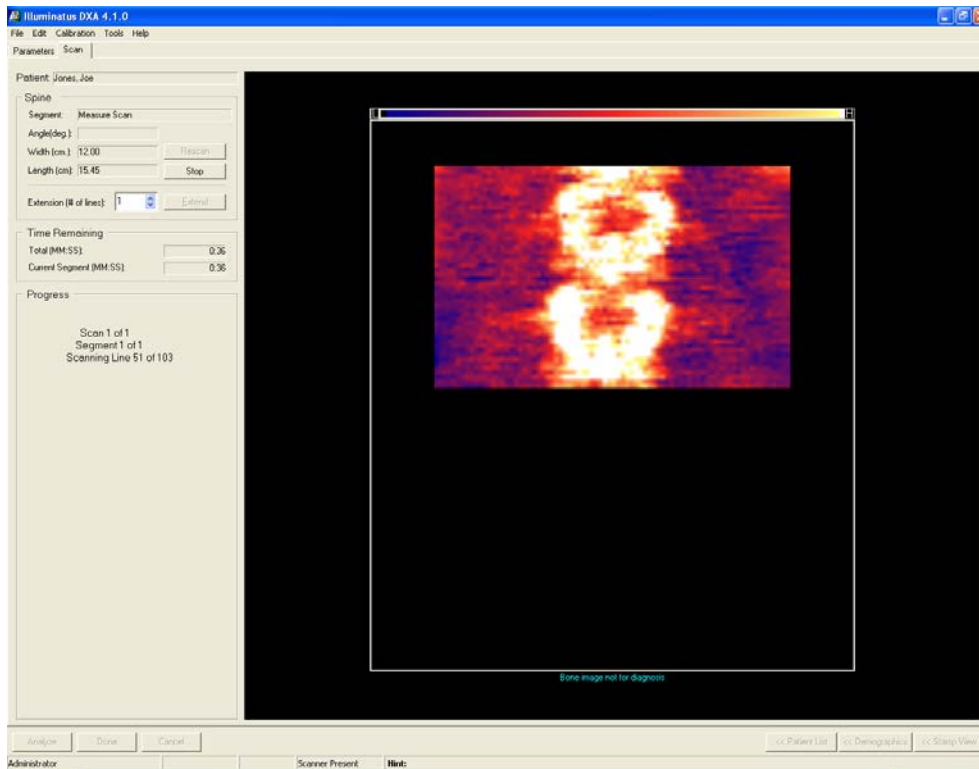 Illuminatus DXA 4.1.0
File Edit Calibration Tools Help
Parameters Scan
Patient: Jones, Joe
Spine
Segment: Measure Scan
Angle(deg.):
Width (cm.): 12.00 Rescan
Length (cm): 15.45 Stop
Extension (# of lines): 1 Extend
Time Remaining
Total (MM:SS): 0:36
Current Segment (MM:SS): 0:36
Progress
Scan 1 of 1
Segment 1 of 1
Scanning Line 51 of 103
L H
Bone image not for diagnosis
Analyze Done Cancel << Patient List << Demographics << Stamp View
Administrator Scanner Present Hint: